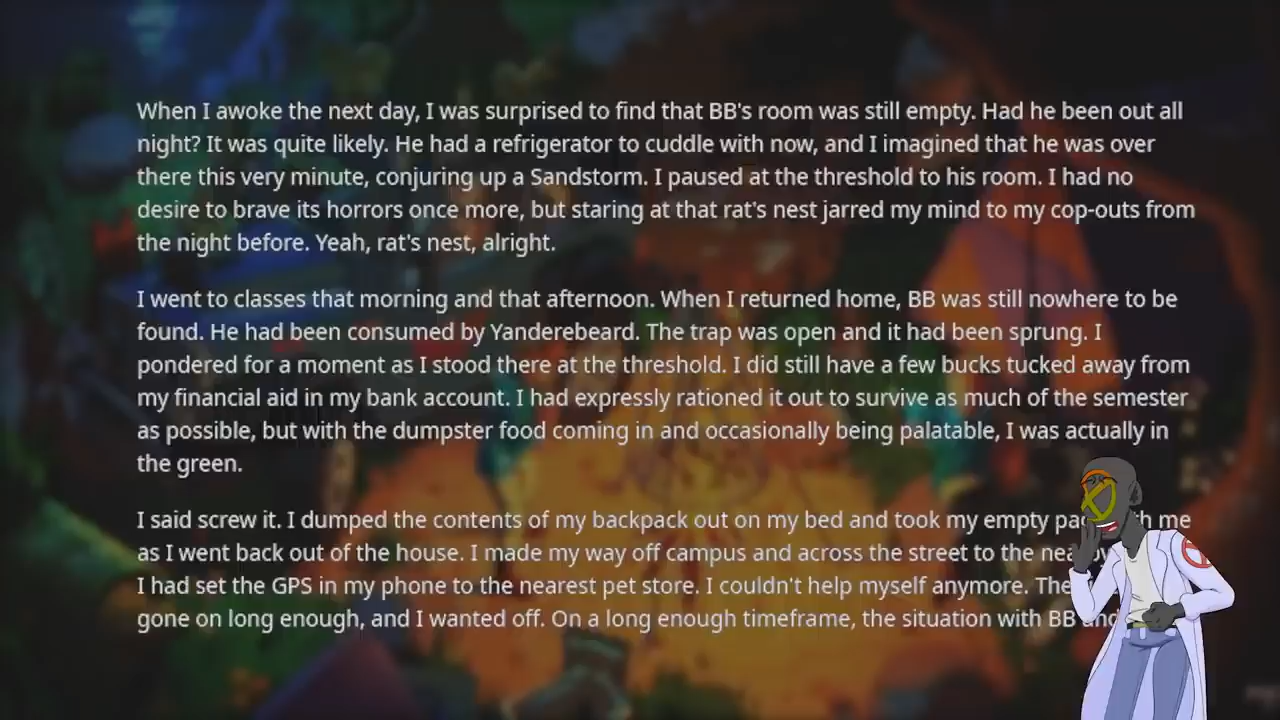 When I awoke the next day, I was surprised to find that BB's room was still empty. Had he been out all
night? It was quite likely. He had a refrigerator to cuddle with now, and I imagined that he was over
there this very minute, conjuring up a Sandstorm. I paused at the threshold to his room. I had no
desire to brave its horrors once more, but staring at that rat's nest jarred my mind to my cop-outs from
the night before. Yeah, rat's nest, alright.
I went to classes that morning and that afternoon. When I returned home, BB was still nowhere to be
found. He had been consumed by Yanderebeard. The trap was open and it had been sprung. I
pondered for a moment as I stood there at the threshold. I did still have a few bucks tucked away from
my financial aid in my bank account. I had expressly rationed it out to survive as much of the semester
as possible, but with the dumpster food coming in and occasionally being palatable, I was actually in
the green.
I said screw it. I dumped the contents of my backpack out on my bed and took my empty me
as I went back out of the house. I made my way off campus and across the street to the
I had set the GPS in my phone to the nearest pet store. I couldn't help myself anymore.
gone on long enough, and I wanted off. On a long enough timeframe, the situation with BB and